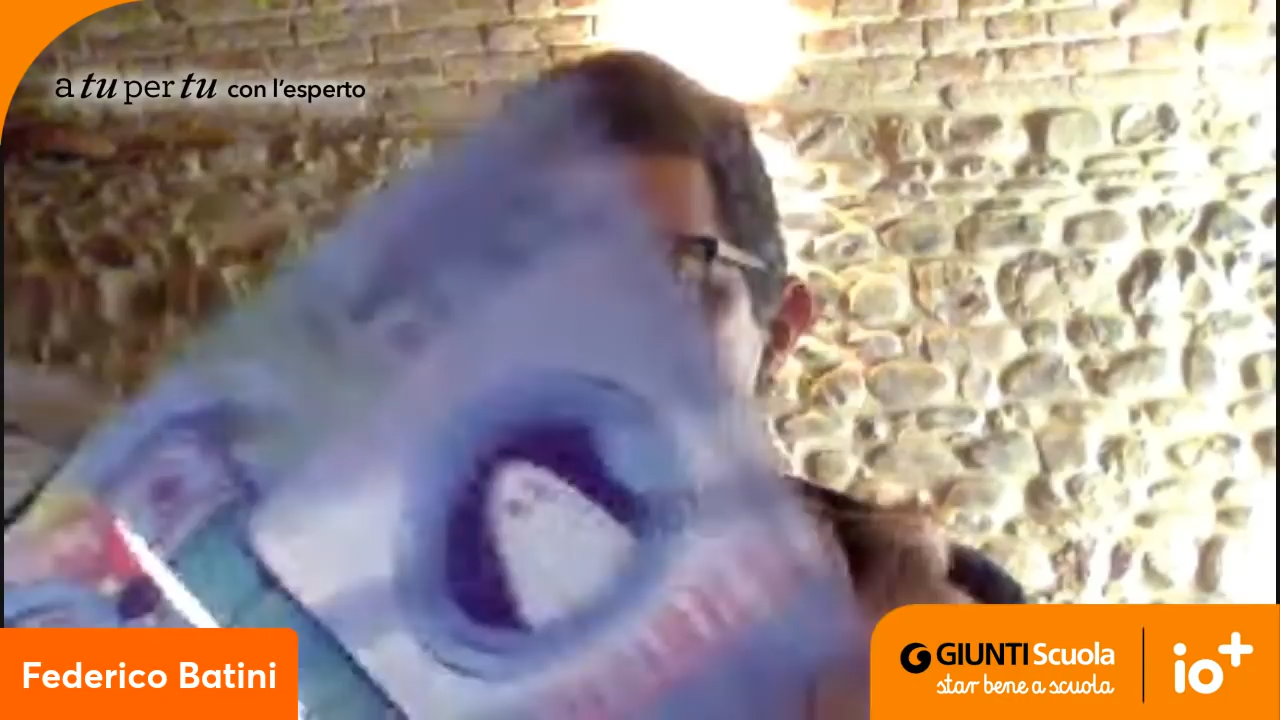 a tu per tu con l'esperto
Federico Batini
GIUNTI Scuola
star bene a scuola
io+